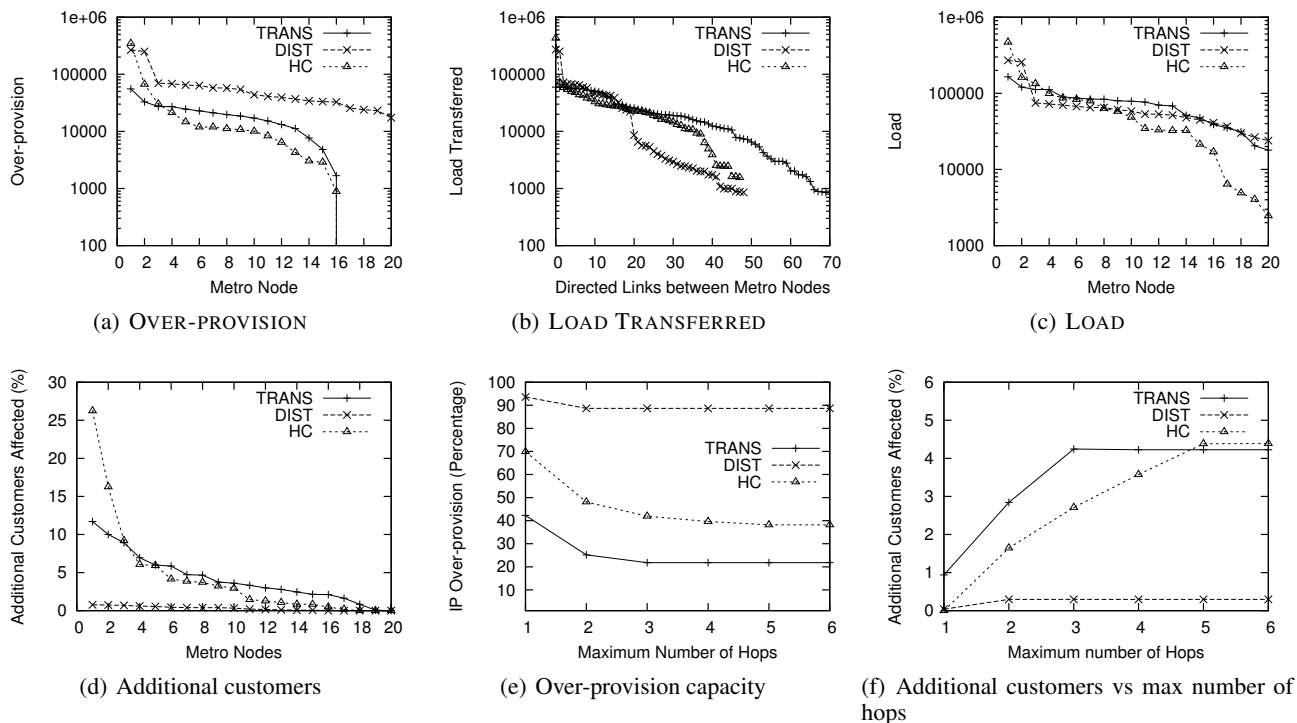 Over-provision
1e+06
100000
10000
1000
100
0 2 4 6 8 10 12 14 16 18 20
Metro Node
TRANS
DIST
HC
(a) OVER-PROVISION
Load Transferred
1e+06
100000
10000
1000
100
0 10 20 30 40 50 60 70
Directed Links between Metro Nodes
TRANS
DIST
HC
(b) LOAD TRANSFERRED
Load
1e+06
100000
10000
1000
0 2 4 6 8 10 12 14 16 18 20
Metro Node
TRANS
DIST
HC
(c) LOAD
Additional Customers Affected (%)
30
25
20
15
10
5
0
0 2 4 6 8 10 12 14 16 18 20
Metro Nodes
TRANS
DIST
HC
(d) Additional customers
IP Over-provision (Percentage)
100
90
80
70
60
50
40
30
20
10
1 2 3 4 5 6
Maximum Number of Hops
TRANS
DIST
HC
(e) Over-provision capacity
Additional Customers Affected (%)
6
5
4
3
2
1
0
1 2 3 4 5 6
Maximum number of Hops
TRANS
DIST
HC
(f) Additional customers vs max number of
hops